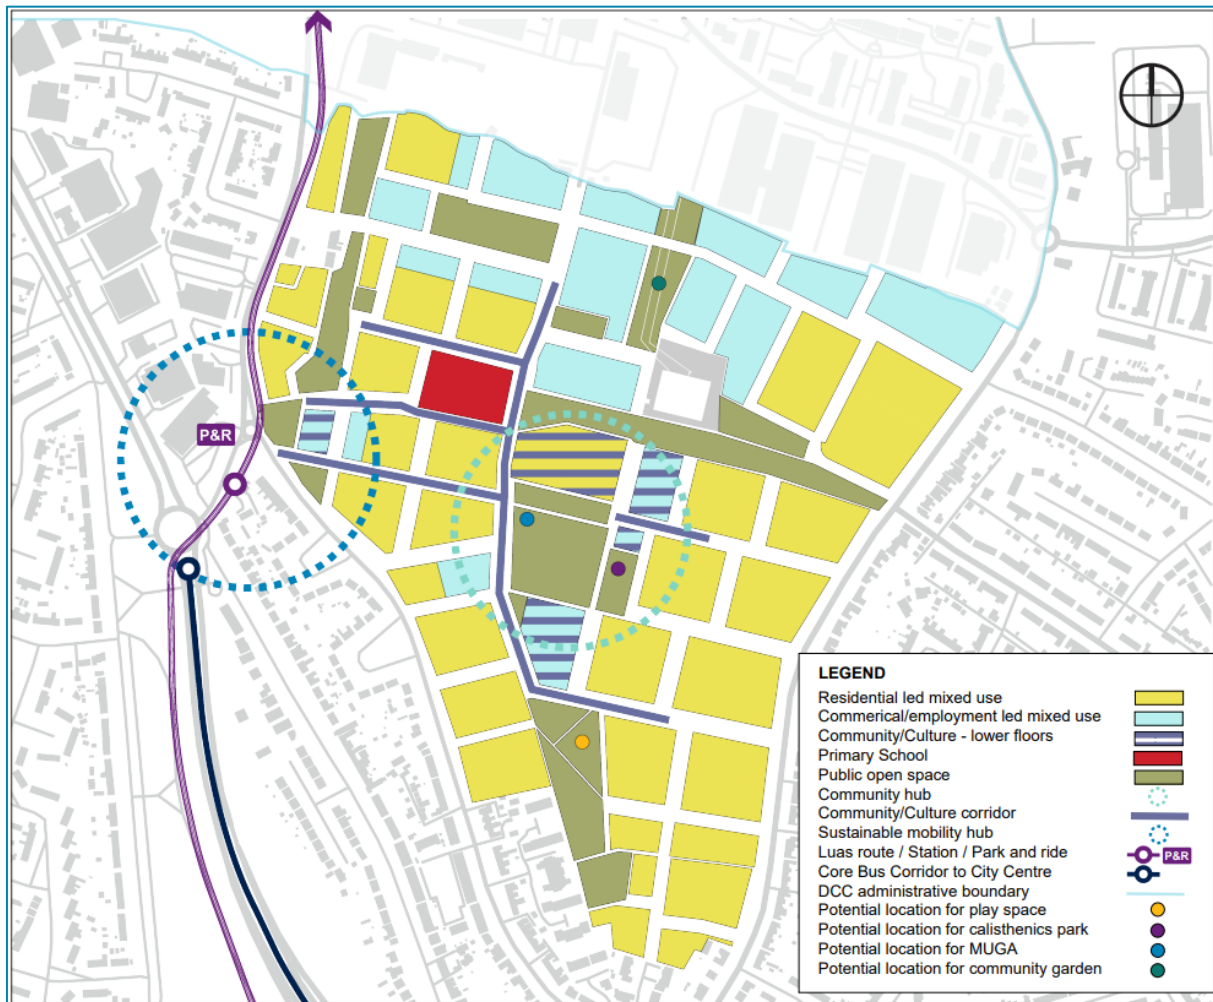 P&R
LEGEND
Residential led mixed use
Commerical/employment led mixed use
Community/Culture - lower floors
Primary School
Public open space
Community hub
Community/Culture corridor
Sustainable mobility hub
Luas route / Station / Park and ride P&R
Core Bus Corridor to City Centre
DCC administrative boundary
Potential location for play space
Potential location for calisthenics park
Potential location for MUGA
Potential location for community garden